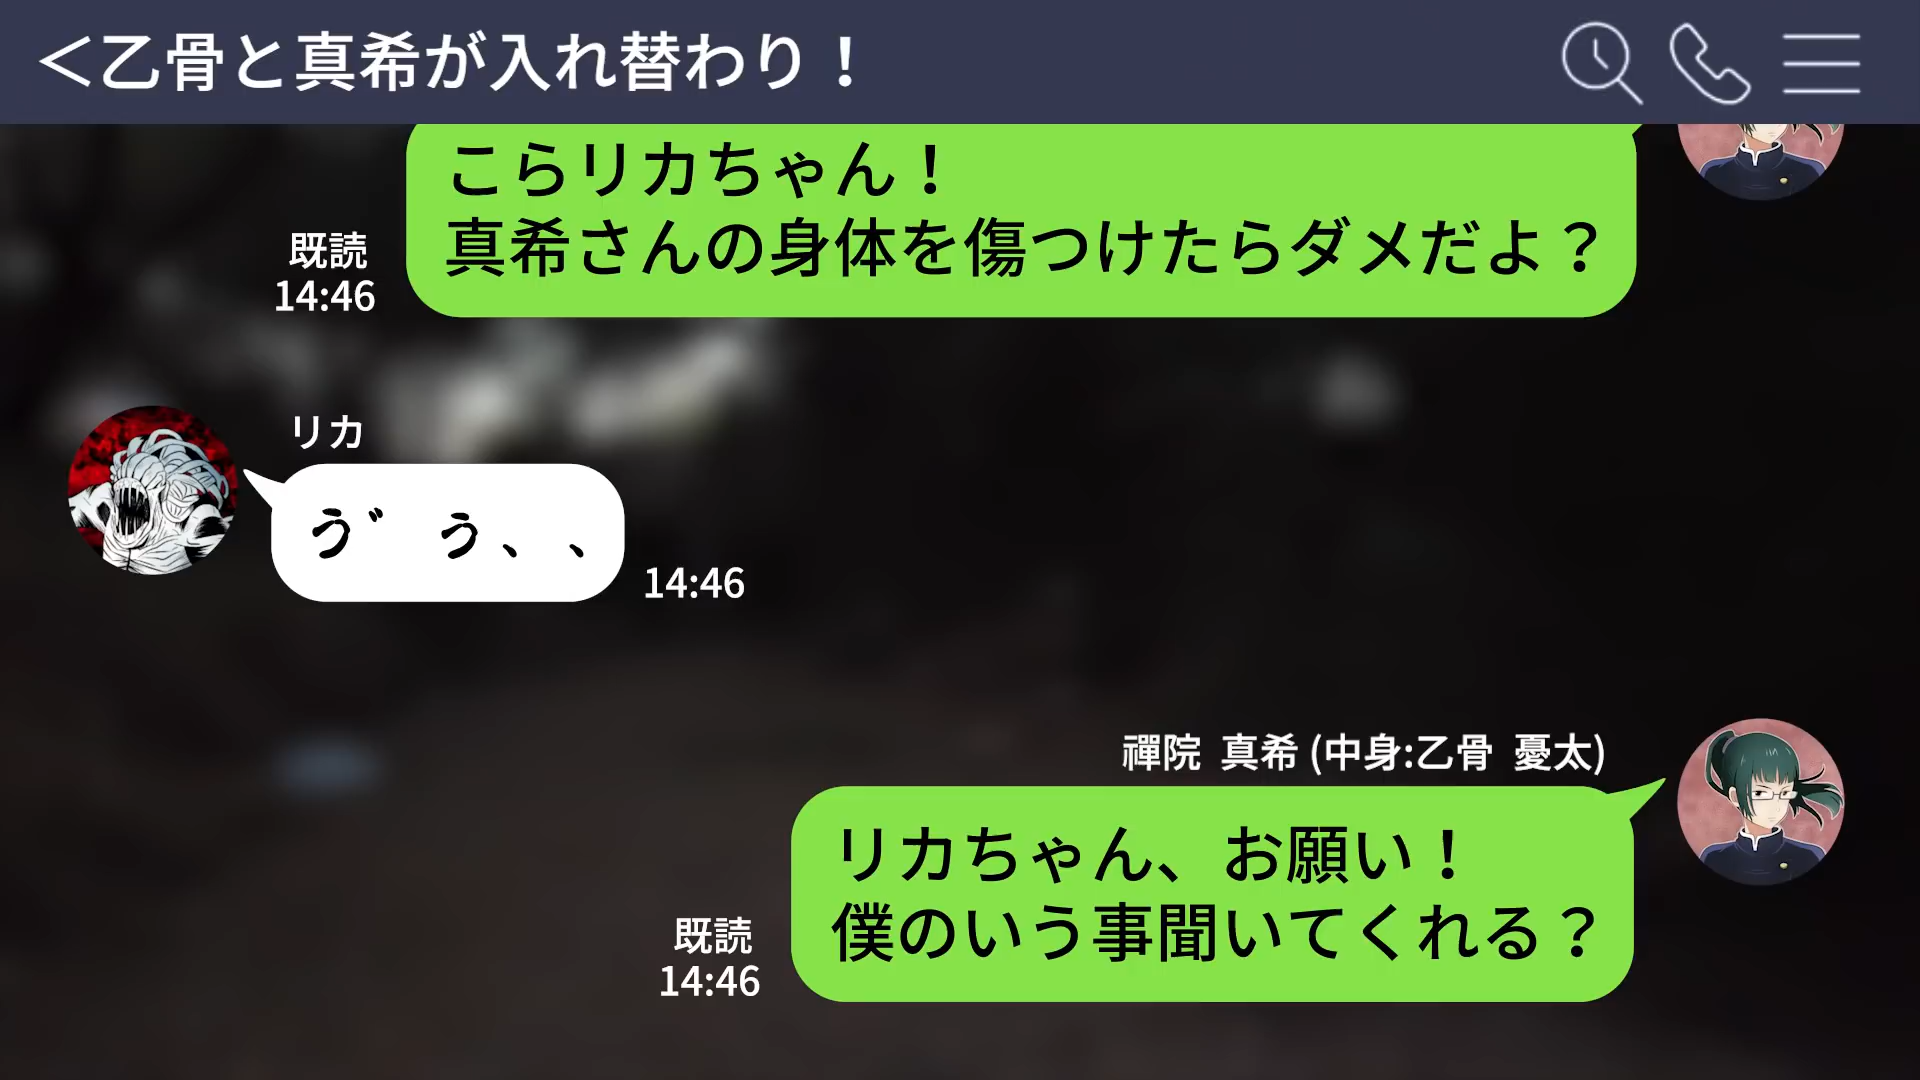 ＜乙骨と真希が入れ替わり！
こらリカちゃん！
真希さんの身体を傷つけたらダメだよ？
既読
14:46
リカ
ゔ う、、
14:46
禪院 真希 (中身:乙骨 憂太)
リカちゃん、お願い！
僕のいう事聞いてくれる？
既読
14:46